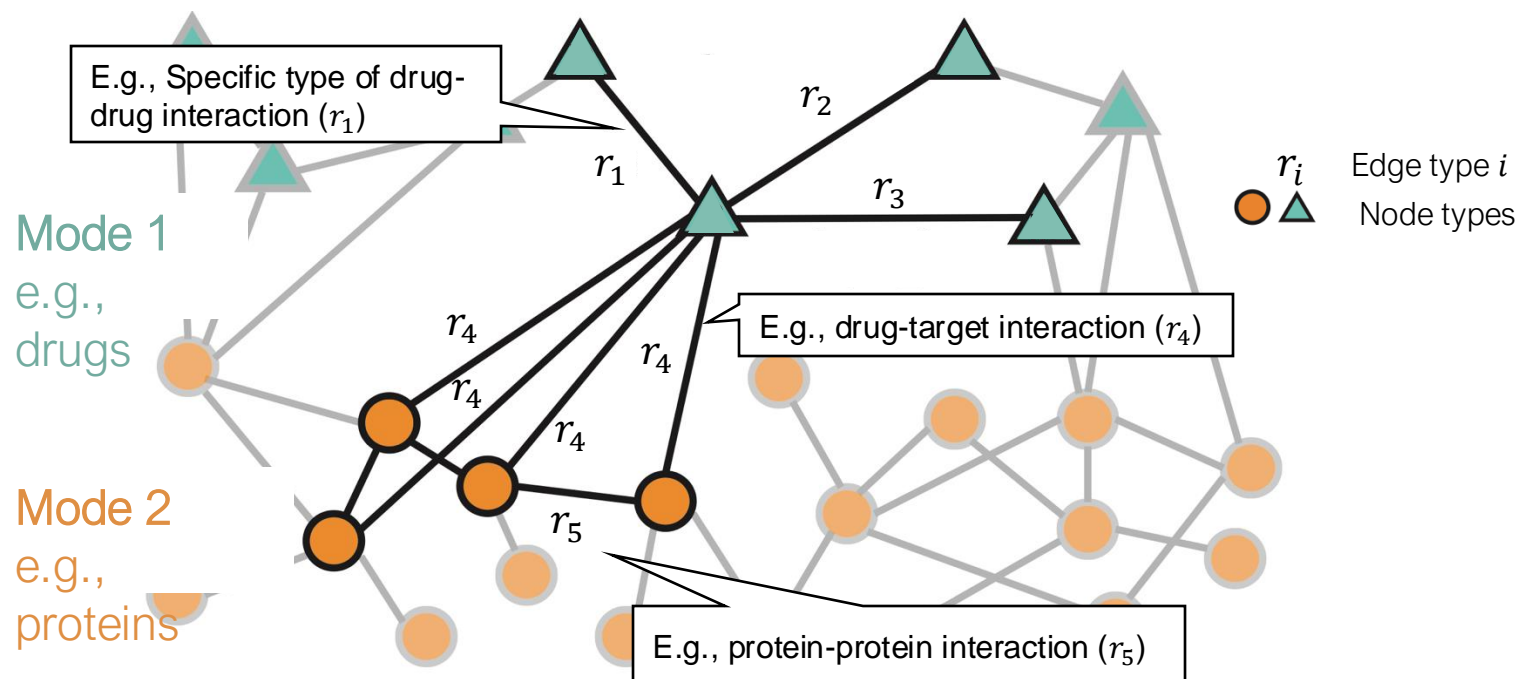 E.g., Specific type of drug-
drug interaction (r₁)
r₂
r₁
r₃
rᵢ Edge type i
Node types
Mode 1
e.g.,
drugs
E.g., drug-target interaction (r₄)
r₄
r₄
r₄
r₄
Mode 2
e.g.,
proteins
r₅
E.g., protein-protein interaction (r₅)